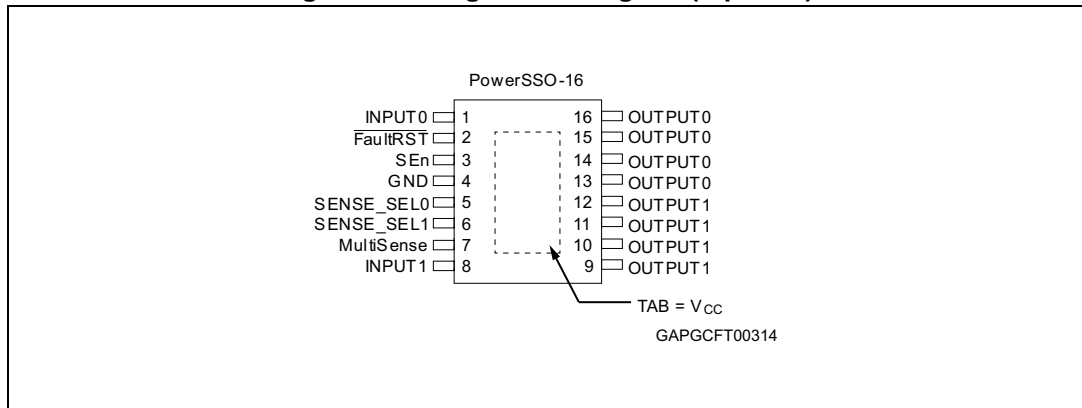 PowerSSO-16
INPUT0 1
FaultRST 2
SEn 3
GND 4
SENSE_SEL0 5
SENSE_SEL1 6
MultiSense 7
INPUT1 8
16 OUTPUT0
15 OUTPUT0
14 OUTPUT0
13 OUTPUT0
12 OUTPUT1
11 OUTPUT1
10 OUTPUT1
9 OUTPUT1
TAB = VCC
GAPGCFT00314